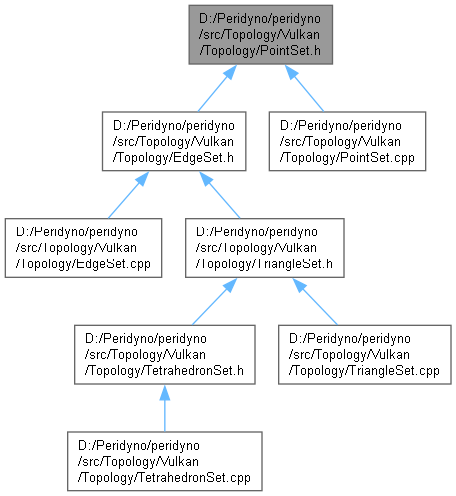 D:/Peridyno/peridyno
/src/Topology/Vulkan
/Topology/PointSet.h
D:/Peridyno/peridyno
/src/Topology/Vulkan
/Topology/EdgeSet.h
D:/Peridyno/peridyno
/src/Topology/Vulkan
/Topology/PointSet.cpp
D:/Peridyno/peridyno
/src/Topology/Vulkan
/Topology/EdgeSet.cpp
D:/Peridyno/peridyno
/src/Topology/Vulkan
/Topology/TriangleSet.h
D:/Peridyno/peridyno
/src/Topology/Vulkan
/Topology/TetrahedronSet.h
D:/Peridyno/peridyno
/src/Topology/Vulkan
/Topology/TriangleSet.cpp
D:/Peridyno/peridyno
/src/Topology/Vulkan
/Topology/TetrahedronSet.cpp